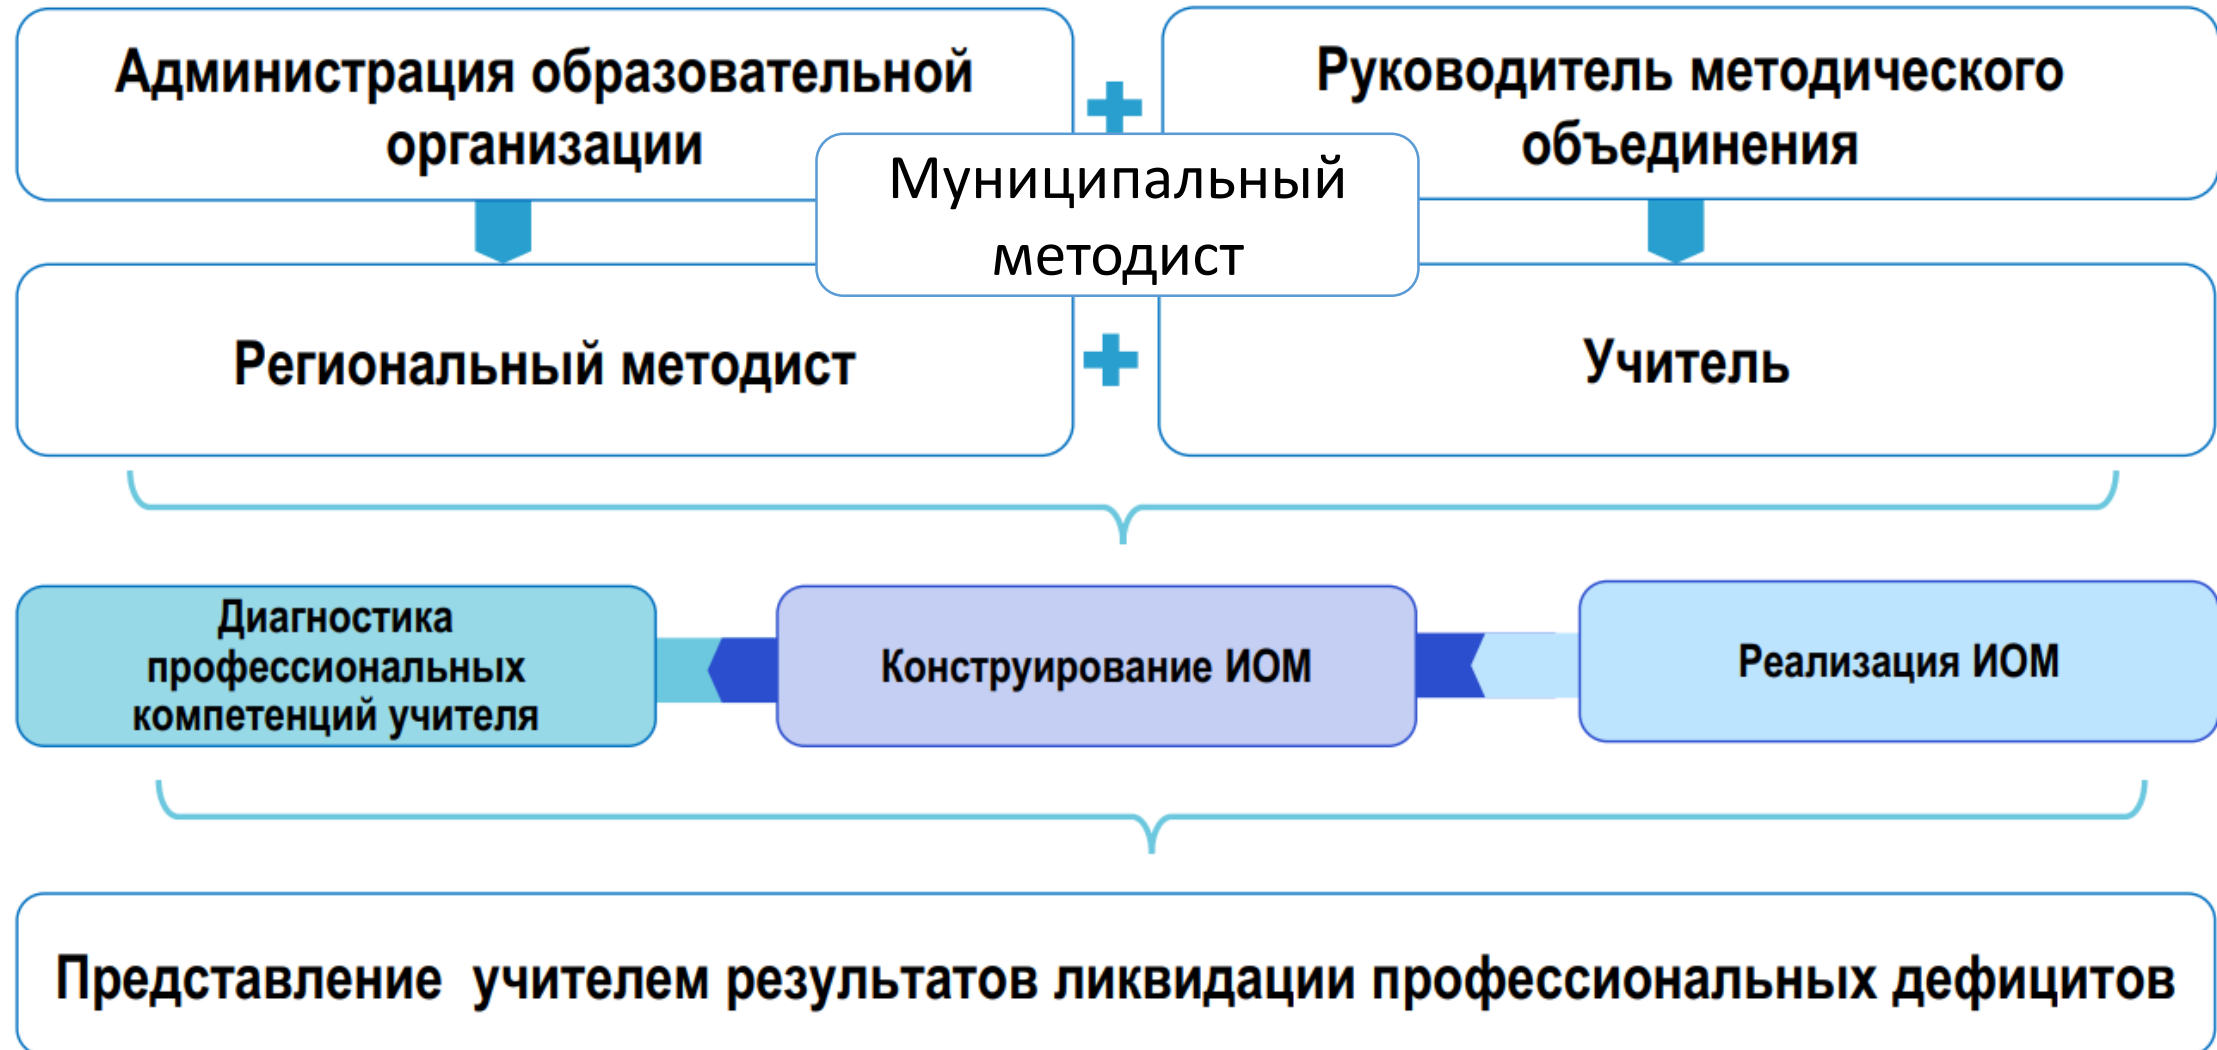 Администрация образовательной
организации
Руководитель методического
объединения
Муниципальный
методист
Региональный методист
Учитель
Диагностика
профессиональных
компетенций учителя
Конструирование ИОМ
Реализация ИОМ
Представление учителем результатов ликвидации профессиональных дефицитов